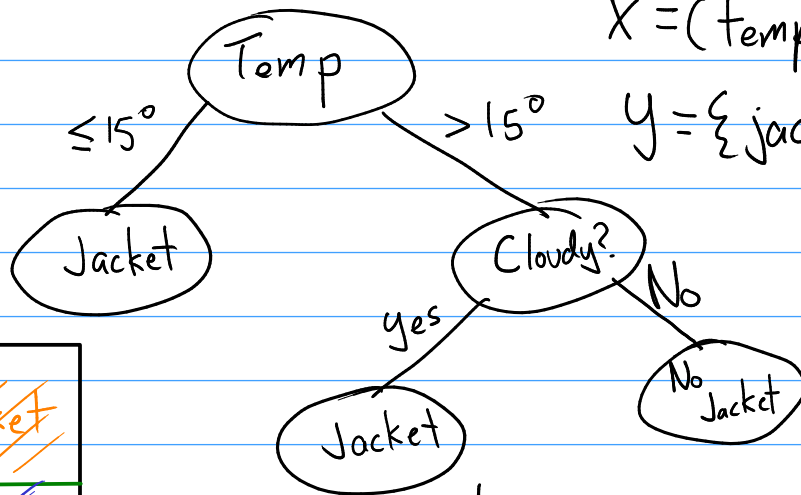 Temp
X = (temp
≤15°
>15°
y = {jac
Jacket
Cloudy?
yes
No
No
Jacket
Jacket